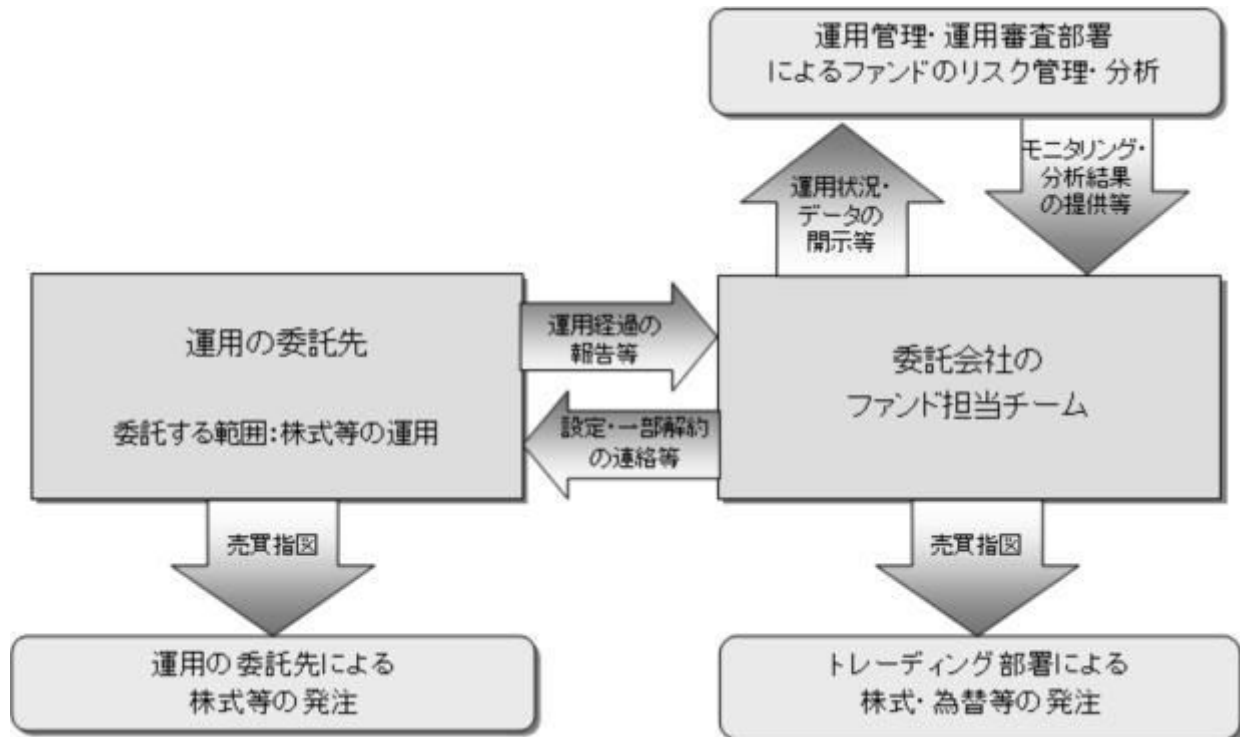 運用管理・運用審査部署
によるファンドのリスク管理・分析
運用状況・
データの
開示等
モニタリング・
分析結果
の提供等
運用の委託先
委託する範囲:株式等の運用
運用経過の
報告等
設定・一部解約
の連絡等
委託会社の
ファンド担当チーム
売買指図
売買指図
運用の委託先による
株式等の発注
トレーディング部署による
株式・為替等の発注